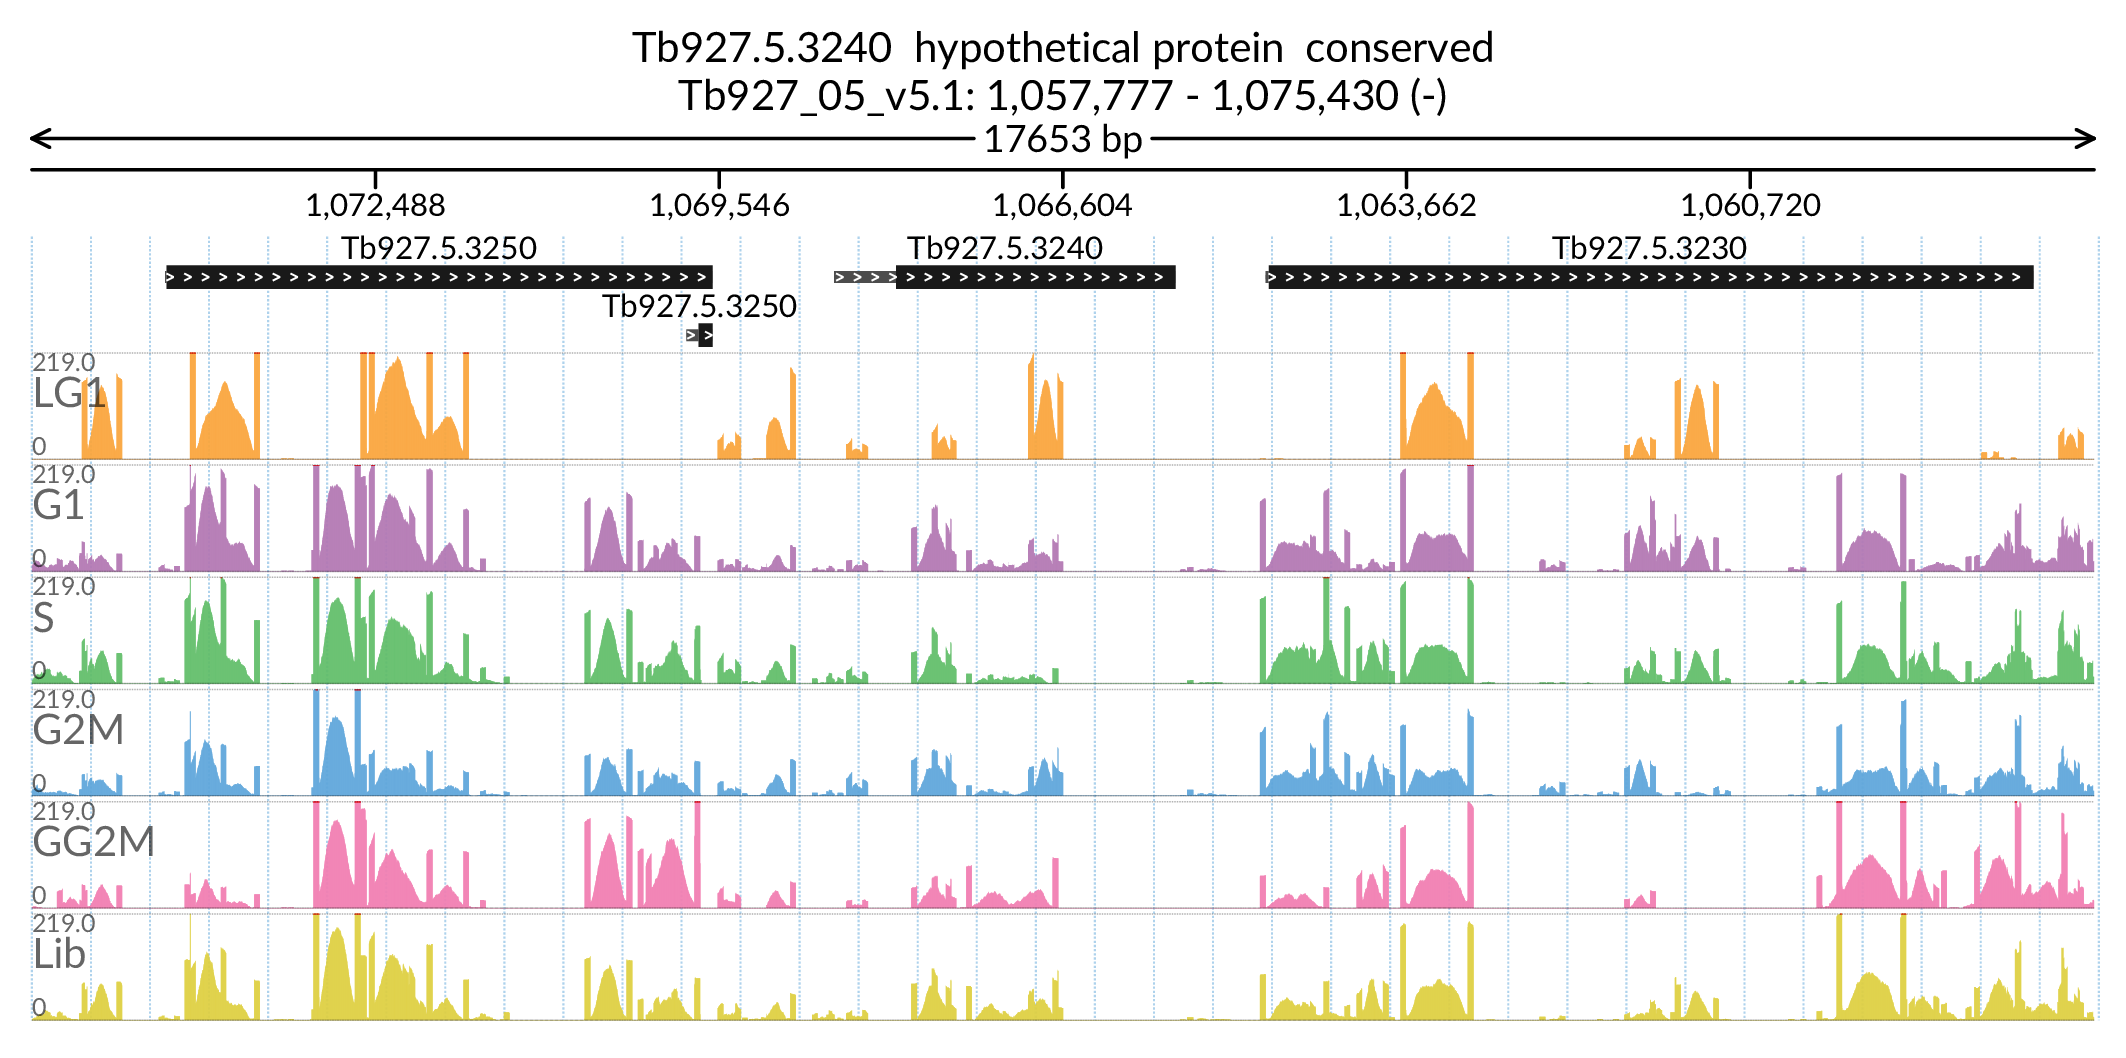 Tb927.5.3240 hypothetical protein conserved
Tb927_05_v5.1: 1,057,777 - 1,075,430 (-)
17653 bp
1,072,488 1,069,546 1,066,604 1,063,662 1,060,720
Tb927.5.3250 Tb927.5.3240 Tb927.5.3230
Tb927.5.3250
219.0
LG1
0
219.0
G1
0
219.0
S
0
219.0
G2M
0
219.0
GG2M
0
219.0
Lib
0